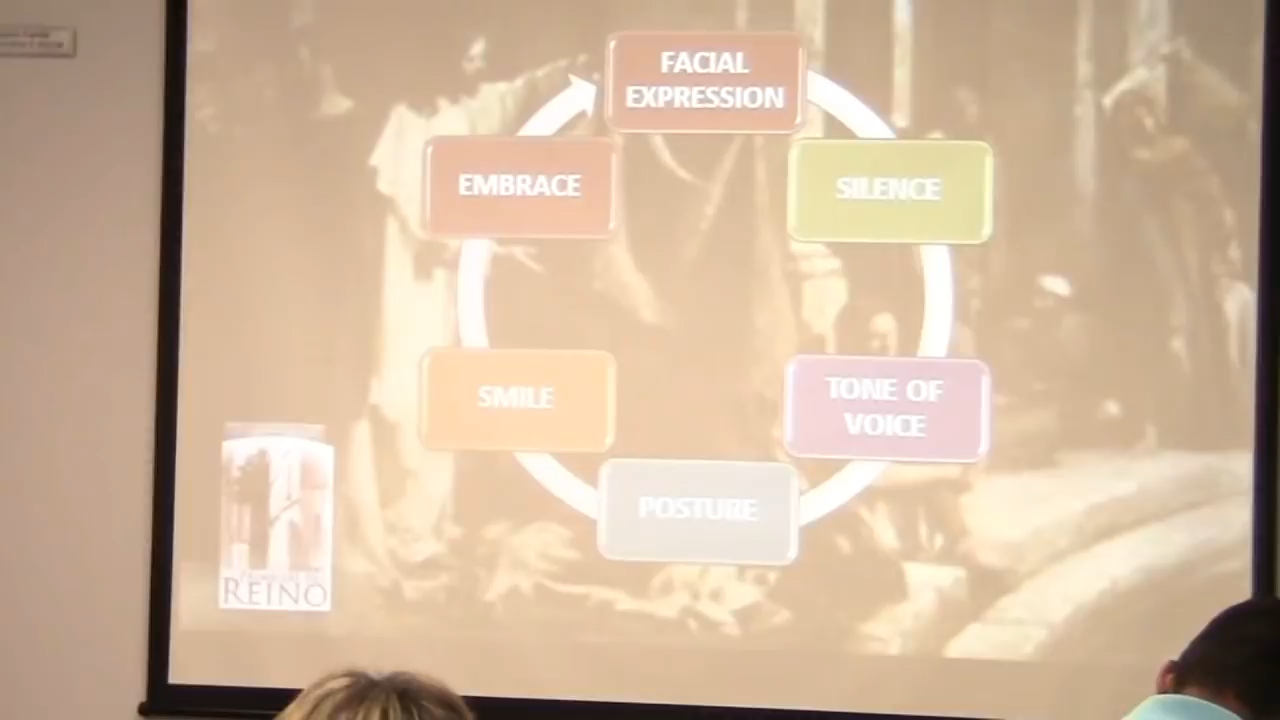 FACIAL
EXPRESSION
EMBRACE
SILENCE
SMILE
TONE OF
VOICE
POSTURE
REINO